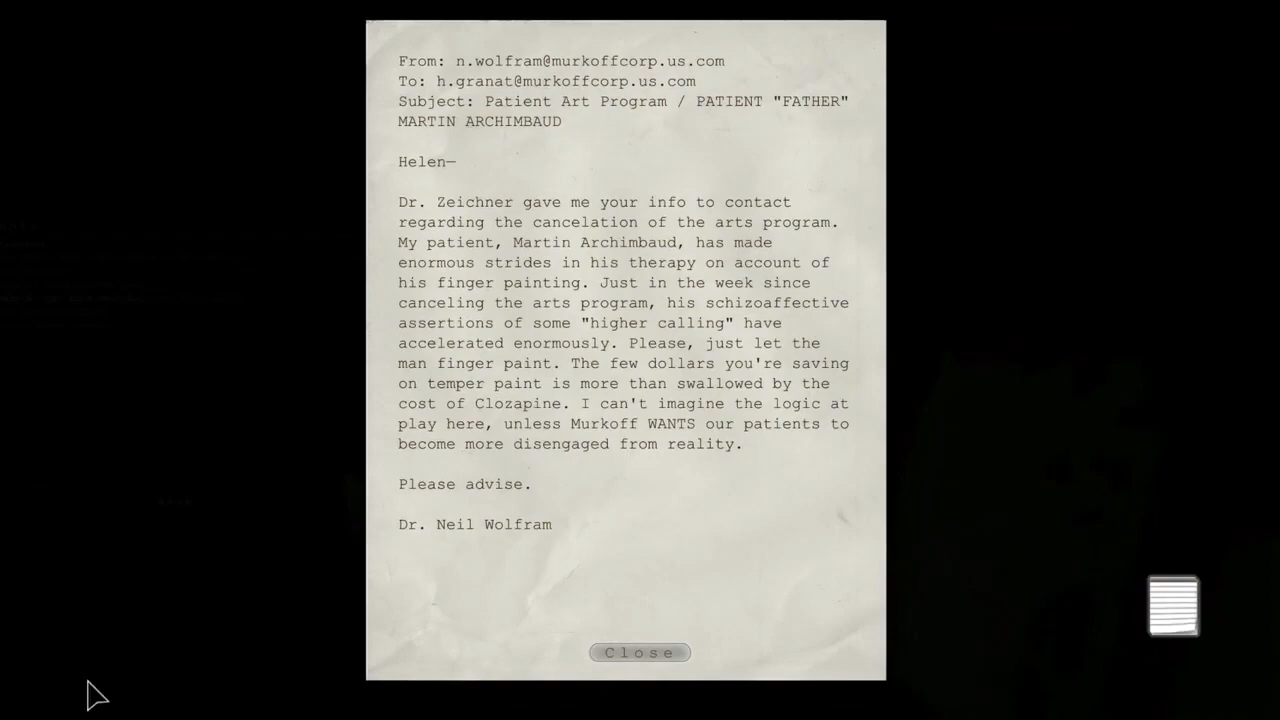 From: n.wolfram@murkoffcorp.us.com
To: h.granat@murkoffcorp.us.com
Subject: Patient Art Program / PATIENT "FATHER"
MARTIN ARCHIMBAUD
Helen—
Dr. Zeichner gave me your info to contact
regarding the cancelation of the arts program.
My patient, Martin Archimbaud, has made
enormous strides in his therapy on account of
his finger painting. Just in the week since
canceling the arts program, his schizoaffective
assertions of some "higher calling" have
accelerated enormously. Please, just let the
man finger paint. The few dollars you're saving
on temper paint is more than swallowed by the
cost of Clozapine. I can't imagine the logic at
play here, unless Murkoff WANTS our patients to
become more disengaged from reality.
Please advise.
Dr. Neil Wolfram
Close